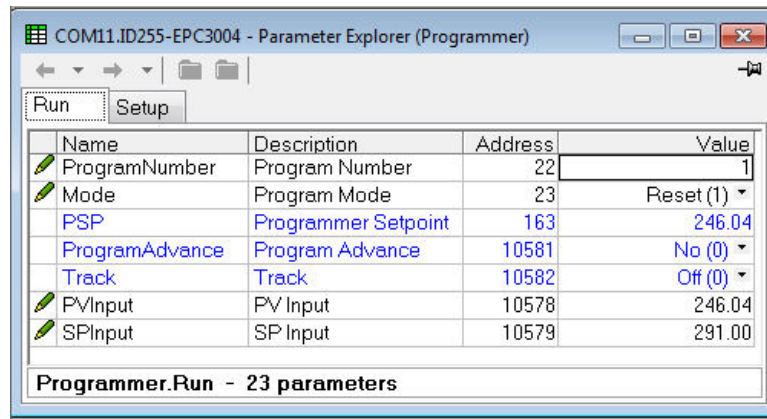 COM11.ID255-EPC3004 - Parameter Explorer (Programmer)
Run Setup
Name Description Address Value
ProgramNumber Program Number 22 1
Mode Program Mode 23 Reset (1)
PSP Programmer Setpoint 163 246.04
ProgramAdvance Program Advance 10581 No (0)
Track Track 10582 Off (0)
PVInput PV Input 10578 246.04
SPInput SP Input 10579 291.00
Programmer.Run - 23 parameters